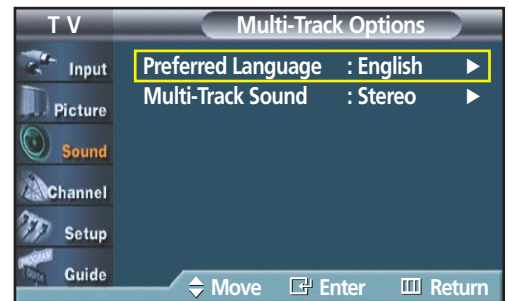 T V
Multi-Track Options
Input
Picture
Sound
Channel
Setup
Guide
Preferred Language : English ▶
Multi-Track Sound : Stereo ▶
Move Enter Return